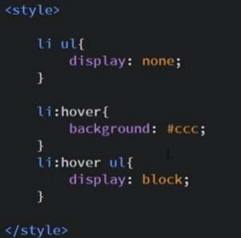 <style>
li ul{
display: none;
}
li:hover{
background: #ccc;
}
li:hover ul{
display: block;
}
</style>